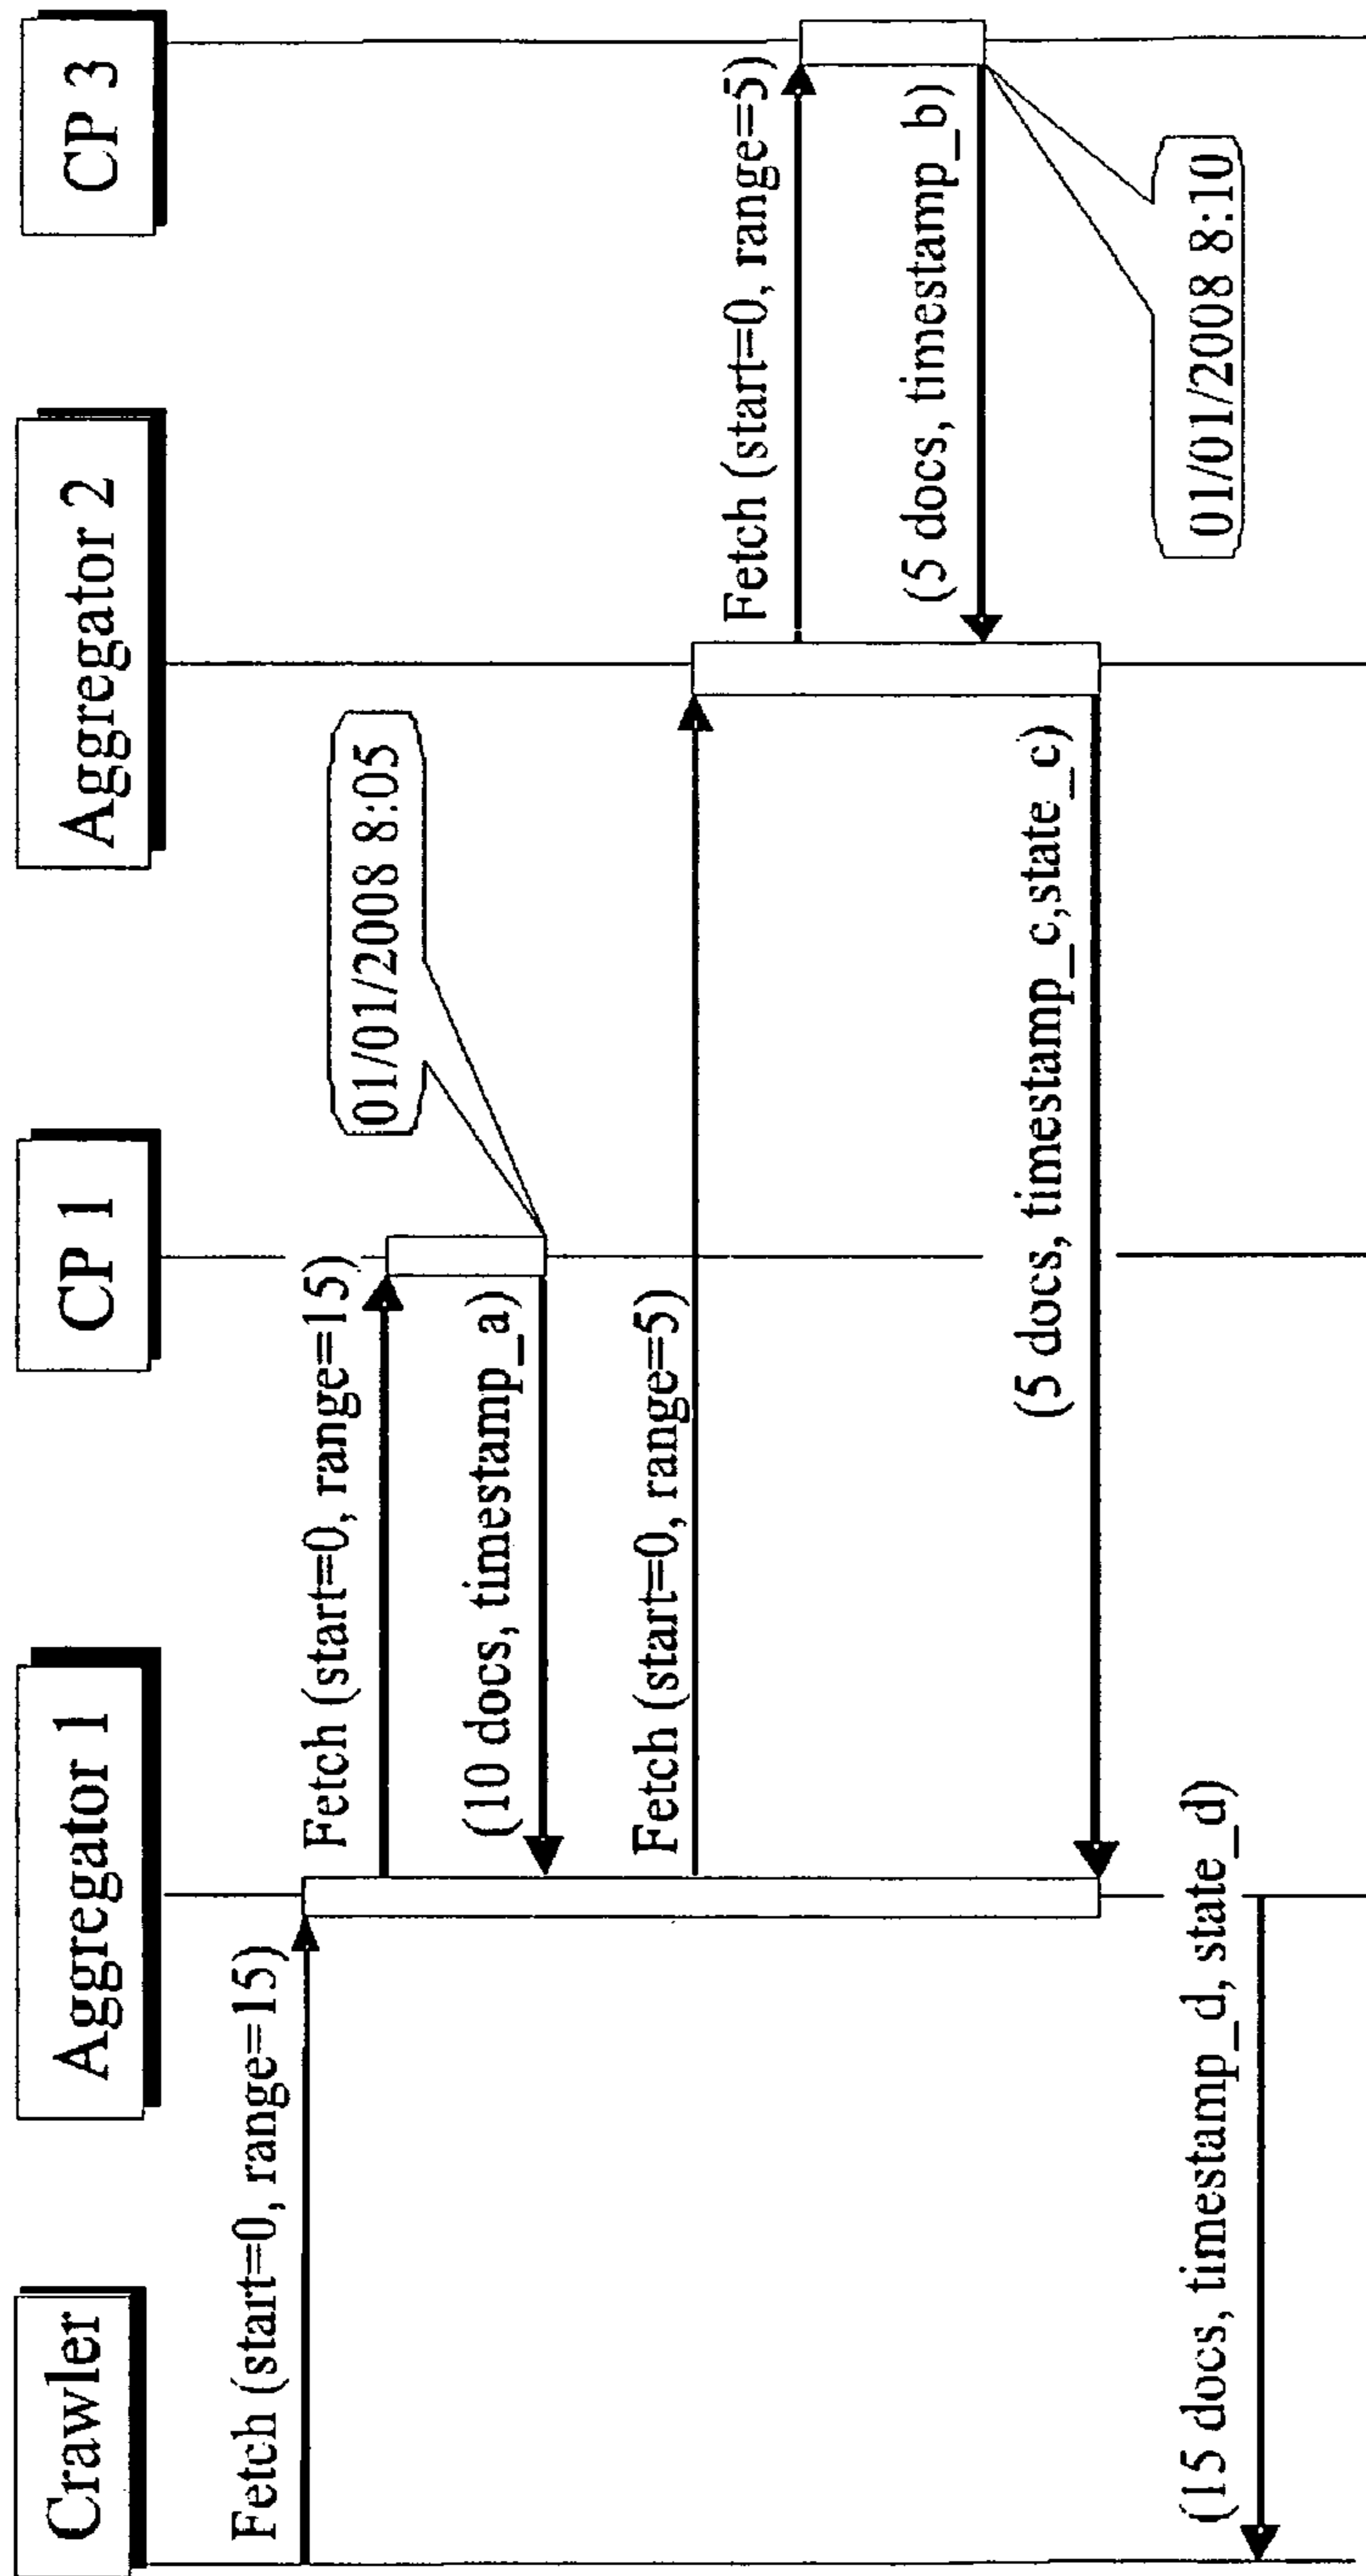 Crawler
Aggregator 1
CP 1
Aggregator 2
CP 3
Fetch (start=0, range=15)
Fetch (start=0, range=15)
01/01/2008 8:05
(10 docs, timestamp_a)
Fetch (start=0, range=5)
Fetch (start=0, range=5)
(5 docs, timestamp_b)
01/01/2008 8:10
(5 docs, timestamp_c,state_c)
(15 docs, timestamp_d, state_d)